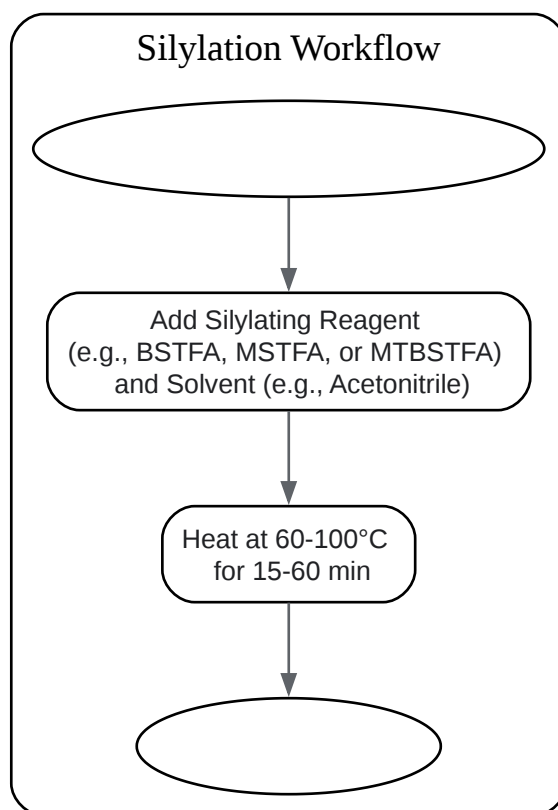 Silylation Workflow
Add Silylating Reagent
(e.g., BSTFA, MSTFA, or MTBSTFA)
and Solvent (e.g., Acetonitrile)
Heat at 60-100°C
for 15-60 min